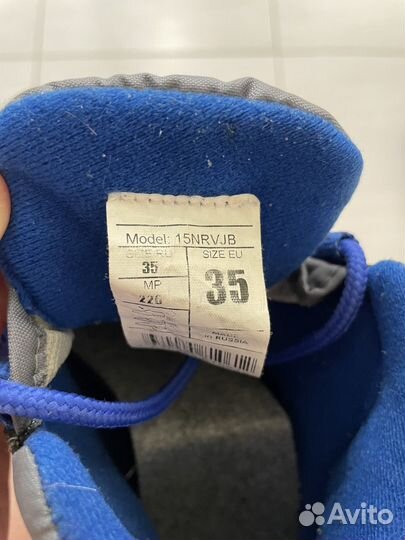 Model: 15NRVJB
SIZE RU
SIZE EU
35
35
MP
220
MADE
in RUSSIA
Avito